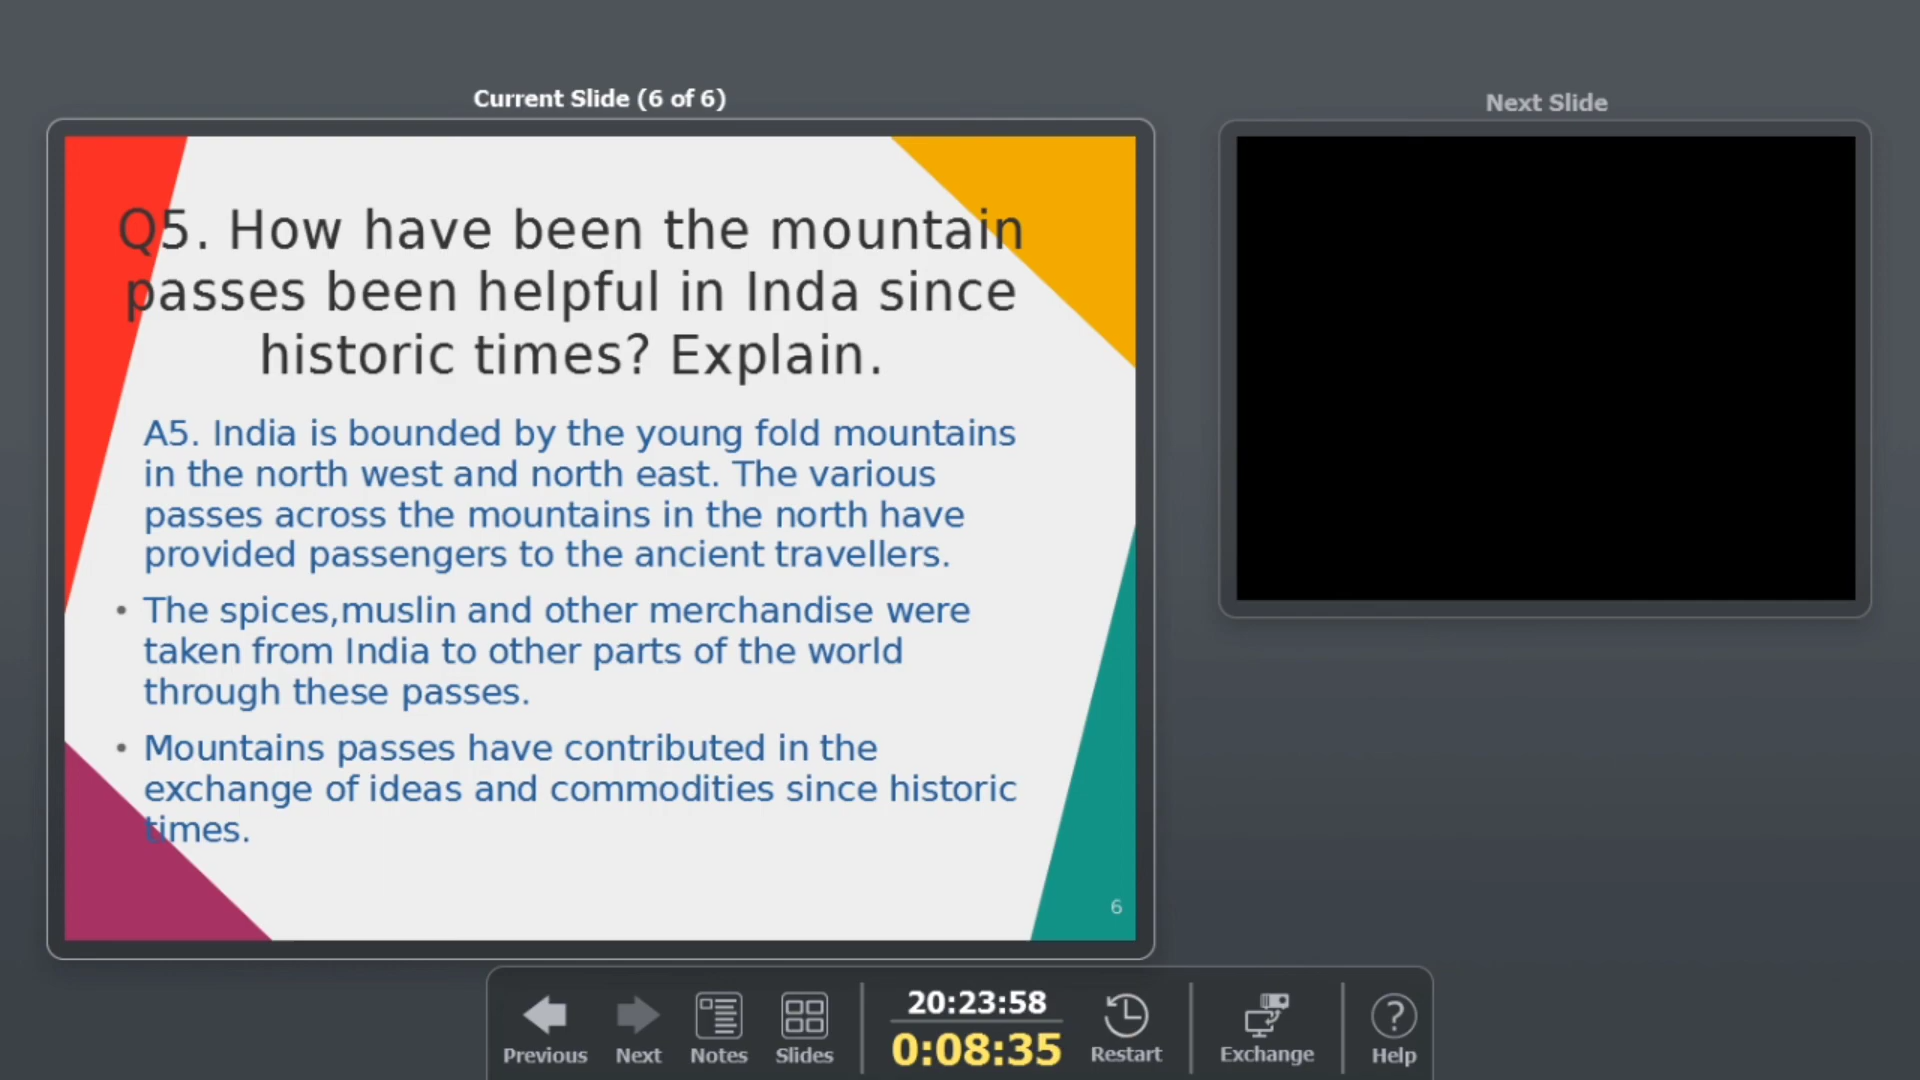 Current Slide (6 of 6)
Next Slide
Q5. How have been the mountain
passes been helpful in Inda since
historic times? Explain.
A5. India is bounded by the young fold mountains
in the north west and north east. The various
passes across the mountains in the north have
provided passengers to the ancient travellers.
• The spices,muslin and other merchandise were
taken from India to other parts of the world
through these passes.
• Mountains passes have contributed in the
exchange of ideas and commodities since historic
times.
6
Previous
Next
Notes
Slides
20:23:58
0:08:35
Restart
Exchange
Help